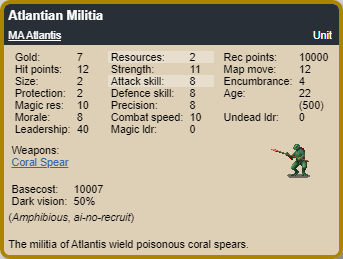 Atlantian Militia
MA Atlantis Unit
Gold: 7 Resources: 2 Rec points: 10000
Hit points: 12 Strength: 11 Map move: 12
Size: 2 Attack skill: 8 Encumbrance: 4
Protection: 2 Defence skill: 8 Age: 22
Magic res: 10 Precision: 8 (500)
Morale: 8 Combat speed: 10 Undead ldr: 0
Leadership: 40 Magic ldr: 0
Weapons:
Coral Spear
Basecost: 10007
Dark vision: 50%
(Amphibious, ai-no-recruit)
The militia of Atlantis wield poisonous coral spears.